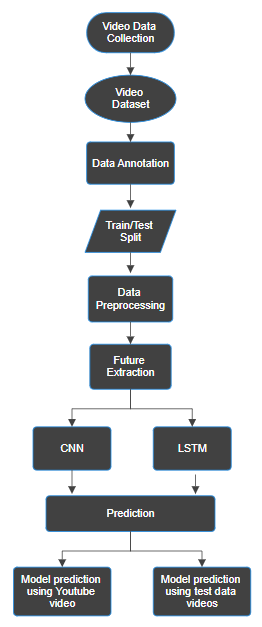 Video Data
Collection
Video
Dataset
Data Annotation
Train/Test
Split
Data
Preprocessing
Future
Extraction
CNN
LSTM
Prediction
Model prediction
using Youtube
video
Model prediction
using test data
videos